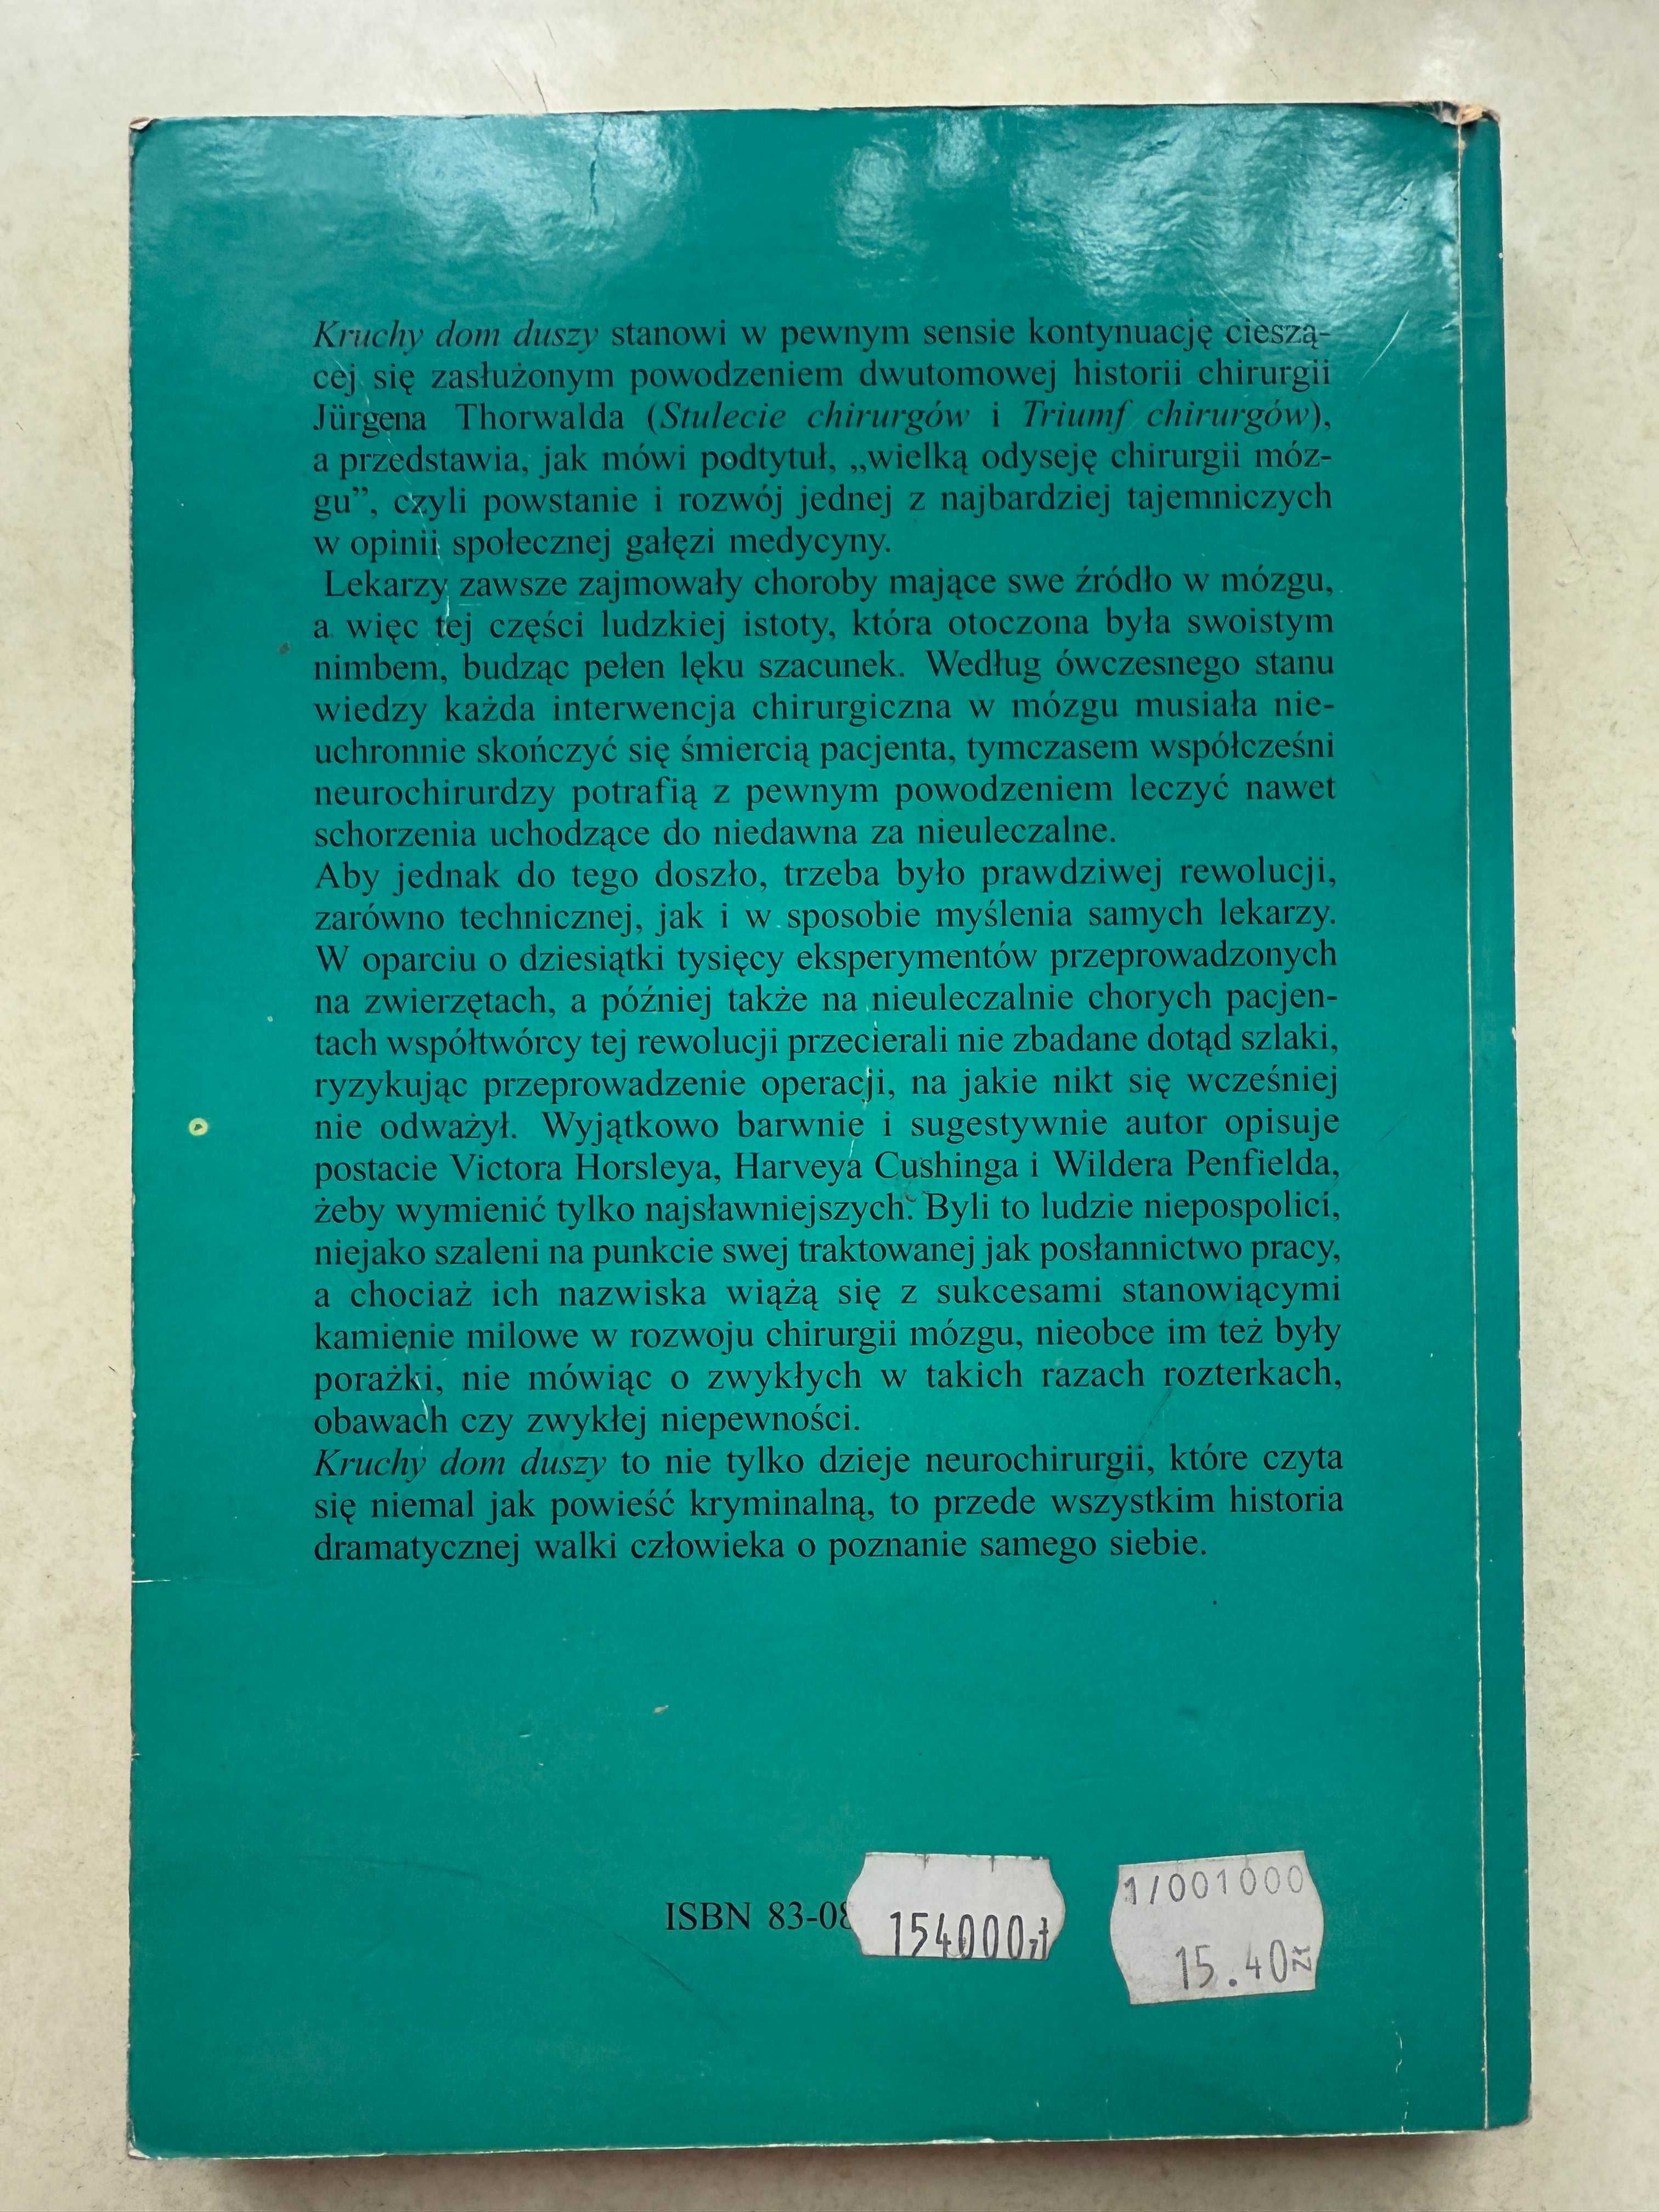 Kruchy dom duszy stanowi w pewnym sensie kontynuację cieszą-
cej się zasłużonym powodzeniem dwutomowej historii chirurgii
Jürgena Thorwalda (Stulecie chirurgów i Triumf chirurgów),
a przedstawia, jak mówi podtytuł, „wielką odyseję chirurgii móz-
gu”, czyli powstanie i rozwój jednej z najbardziej tajemniczych
w opinii społecznej gałęzi medycyny.
Lekarzy zawsze zajmowały choroby mające swe źródło w mózgu,
a więc tej części ludzkiej istoty, która otoczona była swoistym
nimbem, budząc pełen lęku szacunek. Według ówczesnego stanu
wiedzy każda interwencja chirurgiczna w mózgu musiała nie-
uchronnie skończyć się śmiercią pacjenta, tymczasem współcześni
neurochirurdzy potrafią z pewnym powodzeniem leczyć nawet
schorzenia uchodzące do niedawna za nieuleczalne.
Aby jednak do tego doszło, trzeba było prawdziwej rewolucji,
zarówno technicznej, jak i w sposobie myślenia samych lekarzy.
W oparciu o dziesiątki tysięcy eksperymentów przeprowadzonych
na zwierzętach, a później także na nieuleczalnie chorych pacjen-
tach współtwórcy tej rewolucji przecierali nie zbadane dotąd szlaki,
ryzykując przeprowadzenie operacji, na jakie nikt się wcześniej
nie odważył. Wyjątkowo barwnie i sugestywnie autor opisuje
postacie Victora Horsleya, Harveya Cushinga i Wildera Penfielda,
żeby wymienić tylko najsławniejszych. Byli to ludzie niepospolici,
niejako szaleni na punkcie swej traktowanej jak posłannictwo pracy,
a chociaż ich nazwiska wiążą się z sukcesami stanowiącymi
kamienie milowe w rozwoju chirurgii mózgu, nieobce im też były
porażki, nie mówiąc o zwykłych w takich razach rozterkach,
obawach czy zwykłej niepewności.
Kruchy dom duszy to nie tylko dzieje neurochirurgii, które czyta
się niemal jak powieść kryminalną, to przede wszystkim historia
dramatycznej walki człowieka o poznanie samego siebie.
ISBN 83-08
154000zł
1/001000
15.40zł